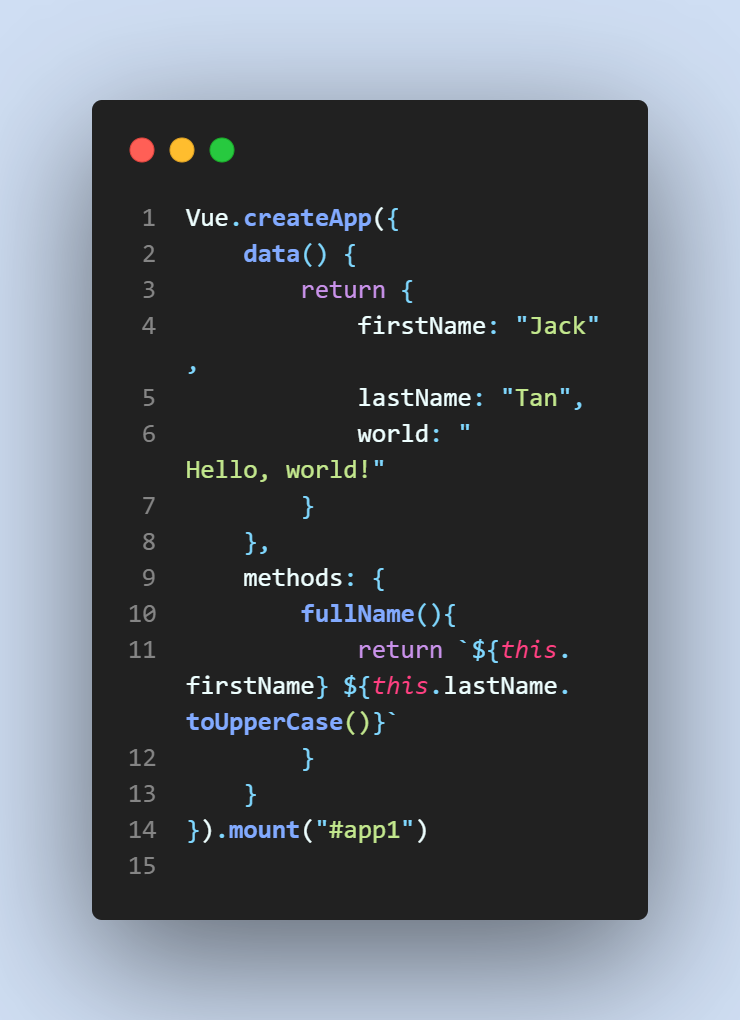 1 Vue.createApp({
2     data() {
3         return {
4             firstName: "Jack"
,
5             lastName: "Tan",
6             world: "
Hello, world!"
7         }
8     },
9     methods: {
10         fullName(){
11             return `${this.
firstName} ${this.lastName.
toUpperCase()}`
12         }
13     }
14 }).mount("#app1")
15